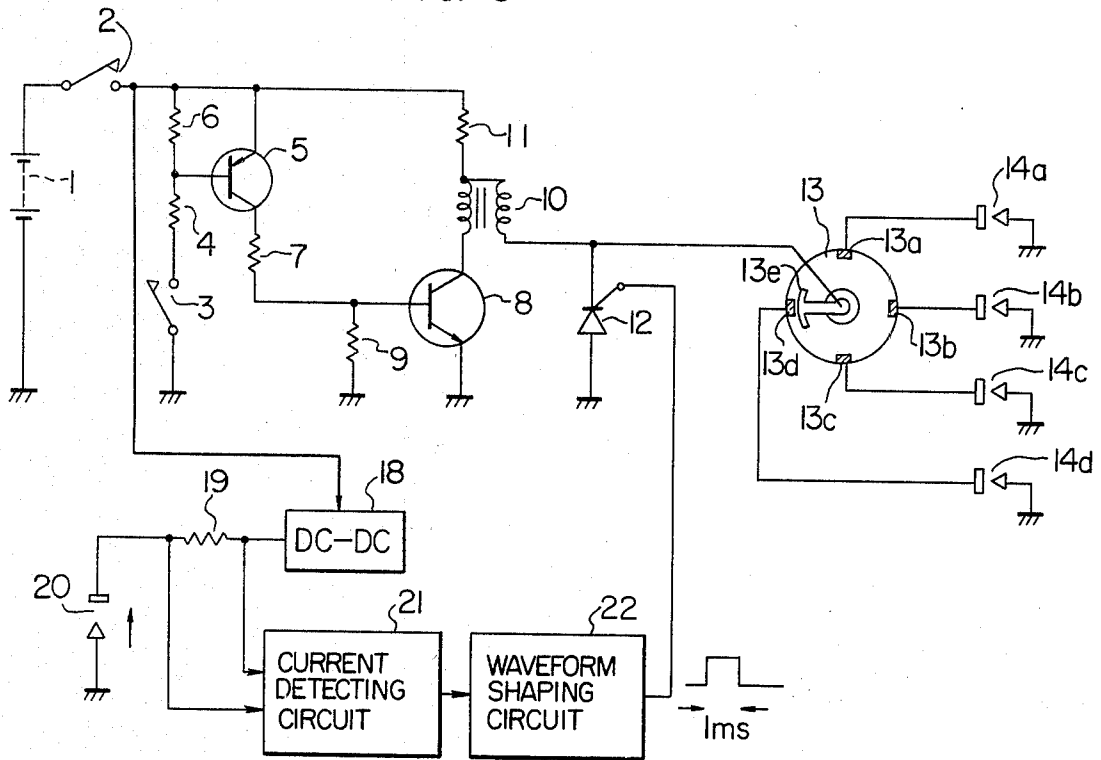 2
6
5
11
1
4
10
14a
13
13a
7
13e
3
8
12
14b
9
13d
13b
14c
13c
14d
19
18
DC-DC
20
21
22
CURRENT
DETECTING
CIRCUIT
WAVEFORM
SHAPING
CIRCUIT
1ms